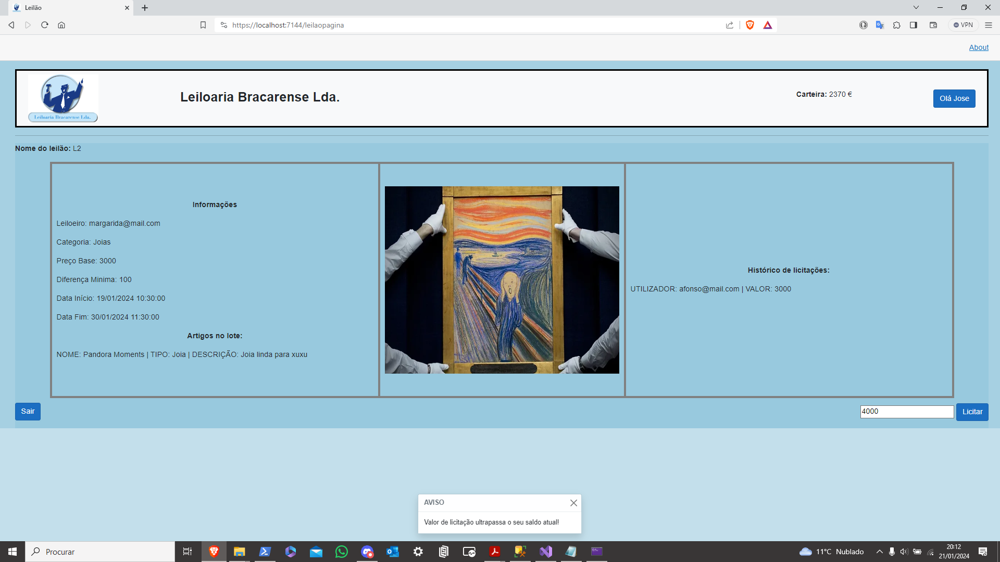 Leilão
https://localhost:7144/leilaopagina
VPN
About
Leiloaria Bracarense Lda.
Leiloaria Bracarense Lda.
Carteira: 2370 €
Olá Jose
Nome do leilão: L2
Informações
Leiloeiro: margarida@mail.com
Categoria: Joias
Preço Base: 3000
Diferença Minima: 100
Data Início: 19/01/2024 10:30:00
Data Fim: 30/01/2024 11:30:00
Artigos no lote:
NOME: Pandora Moments | TIPO: Joia | DESCRIÇÃO: Joia linda para xuxu
Histórico de licitações:
UTILIZADOR: afonso@mail.com | VALOR: 3000
Sair
4000
Licitar
AVISO
Valor de licitação ultrapassa o seu saldo atual!
Procurar
11°C Nublado
20:12
21/01/2024